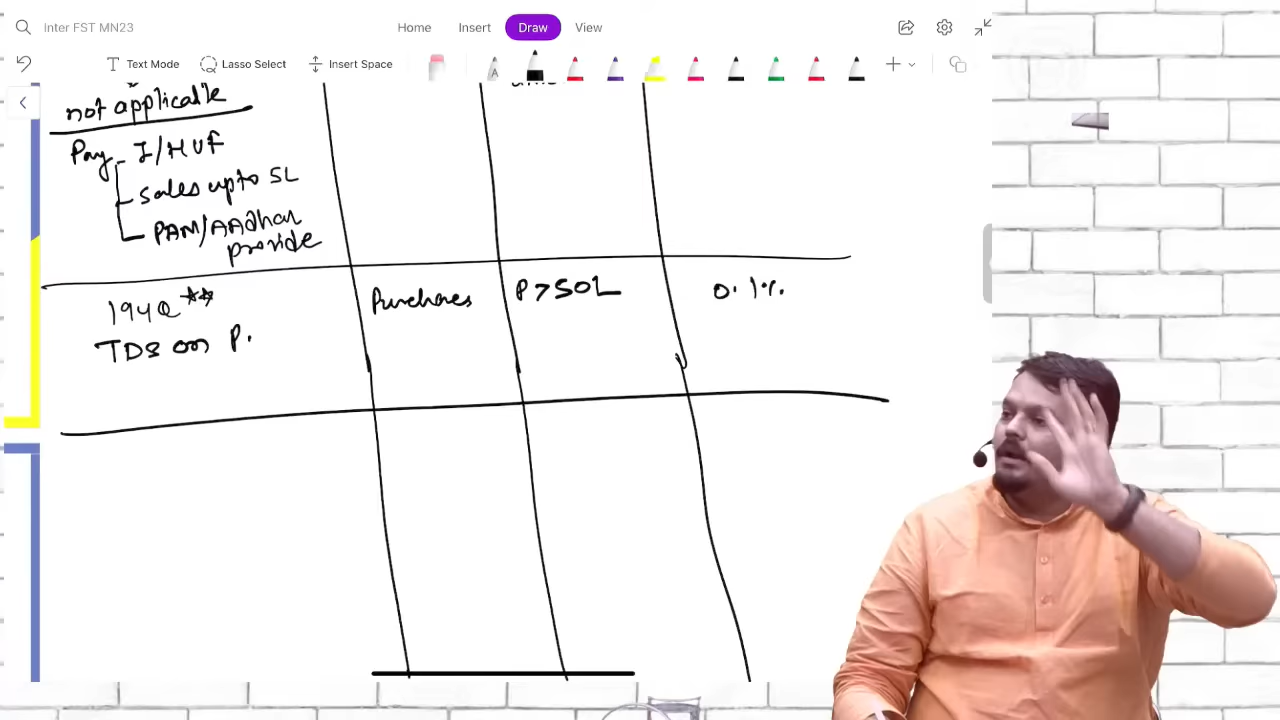 Inter FST MN23
Home Insert Draw View
Text Mode Lasso Select Insert Space
A
not applicable
Pay - I/HUF
- Sales upto 5L
- PAN/AAdhar
provide
194Q**
TDS on P.
Purchases
P > 50L
0.1%.